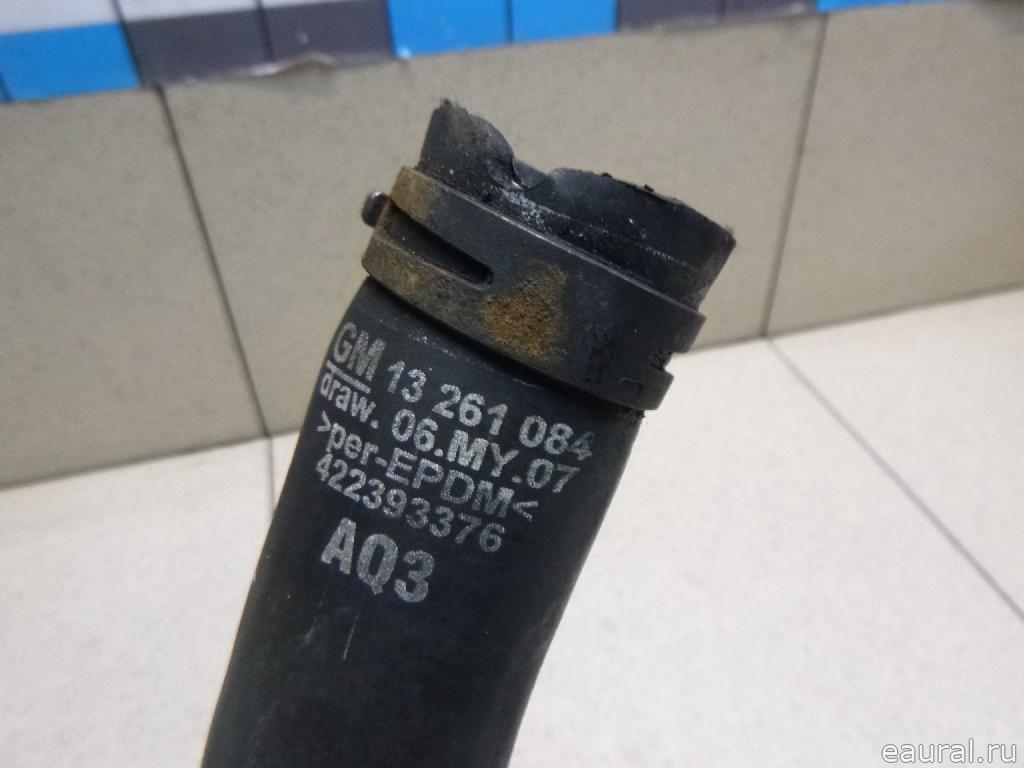 GM 13 261 084
draw. 06.MY.07
>per-EPDM<
422393376
AQ3
eaural.ru